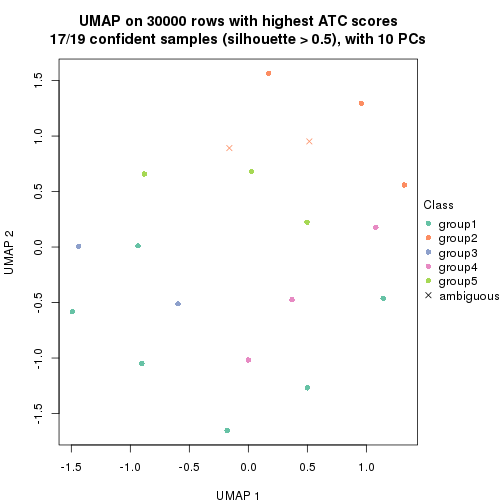 UMAP on 30000 rows with highest ATC scores
17/19 confident samples (silhouette > 0.5), with 10 PCs
1.5
1.0
0.5
0.0
-0.5
-1.0
-1.5
UMAP 2
-1.5
-1.0
-0.5
0.0
0.5
1.0
UMAP 1
Class
group1
group2
group3
group4
group5
ambiguous